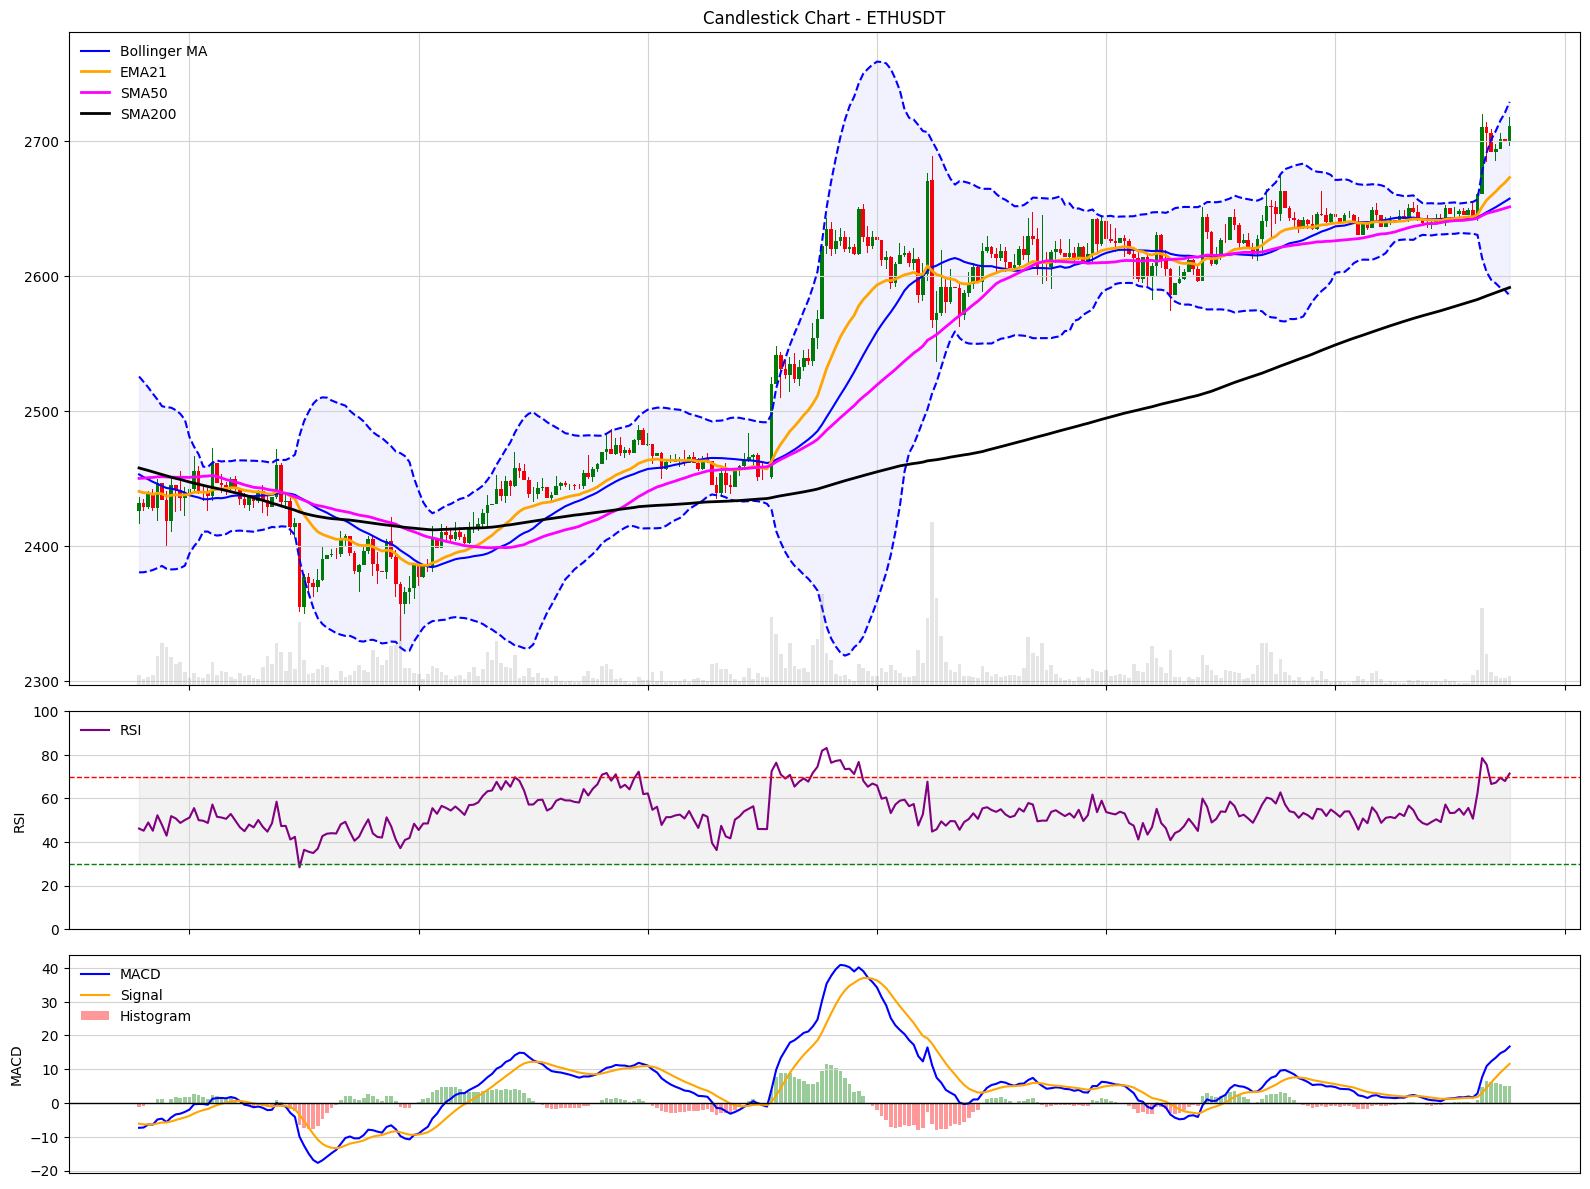 Candlestick Chart - ETHUSDT
Bollinger MA
EMA21
SMA50
SMA200
2700
2600
2500
2400
2300
RSI
100
80
60
40
20
0
RSI
MACD
Signal
Histogram
40
30
20
10
0
−10
−20
MACD